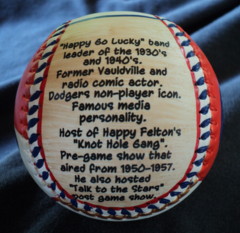 "Happy Go Lucky" band
leader of the 1930's
and 1940's.
Former Vauldville and
radio comic actor.
Dodgers non-player icon.
Famous media
personality.
Host of Happy Felton's
"Knot Hole Gang".
Pre-game show that
aired from 1950-1957.
He also hosted
"Talk to the Stars"
post game show.